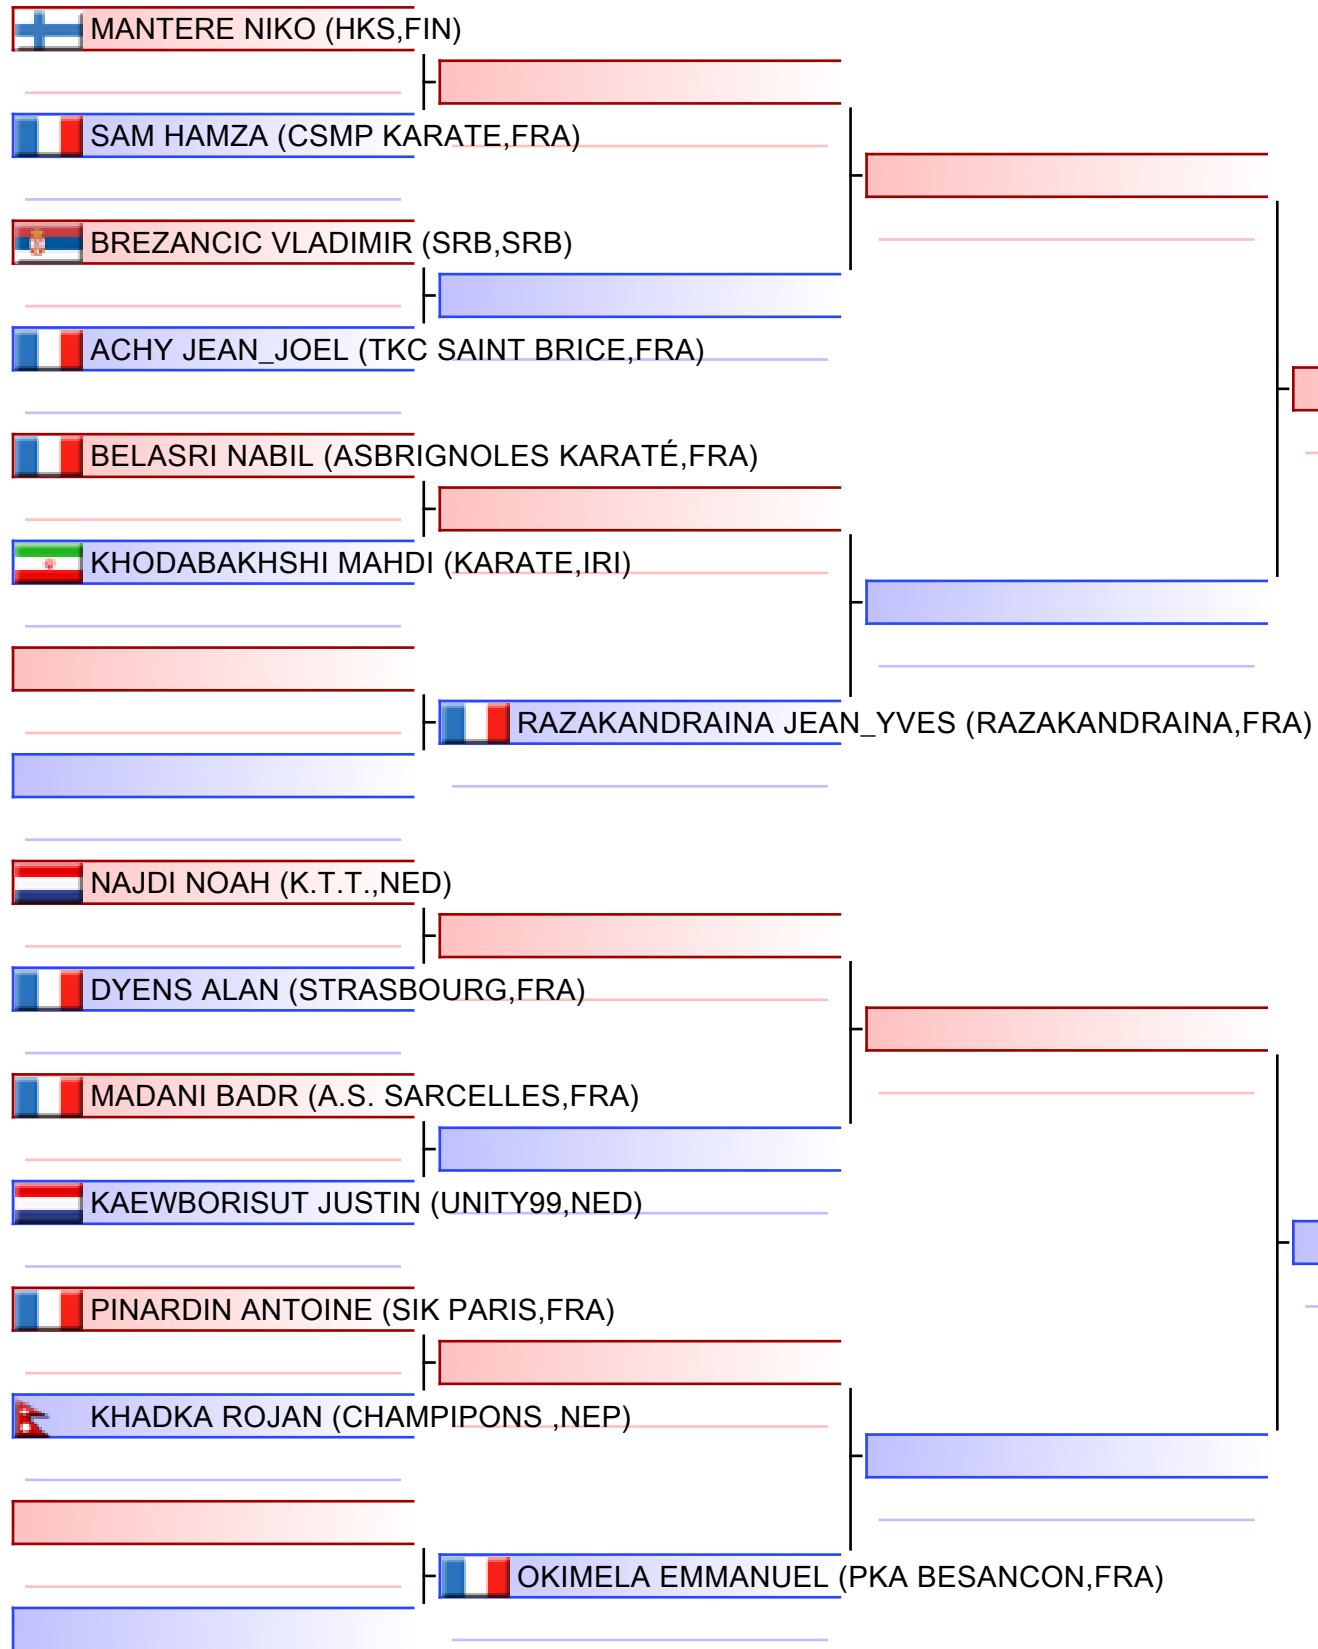 MANTERE NIKO (HKS,FIN)
SAM HAMZA (CSMP KARATE,FRA)
BREZANCIC VLADIMIR (SRB,SRB)
ACHY JEAN_JOEL (TKC SAINT BRICE,FRA)
BELASRI NABIL (ASBRIGNOLES KARATÉ,FRA)
KHODABAKHSHI MAHDI (KARATE,IRI)
RAZAKANDRAINA JEAN_YVES (RAZAKANDRAINA,FRA)
NAJDI NOAH (K.T.T.,NED)
DYENS ALAN (STRASBOURG,FRA)
MADANI BADR (A.S. SARCELLES,FRA)
KAEWBORISUT JUSTIN (UNITY99,NED)
PINARDIN ANTOINE (SIK PARIS,FRA)
KHADKA ROJAN (CHAMPIPONS ,NEP)
OKIMELA EMMANUEL (PKA BESANCON,FRA)